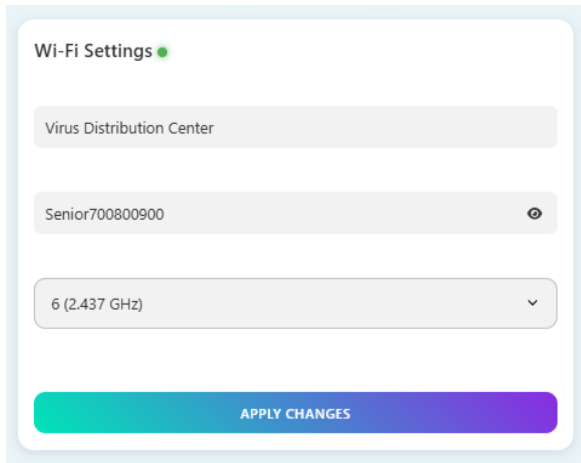 Wi-Fi Settings
Virus Distribution Center
Senior700800900
6 (2.437 GHz)
APPLY CHANGES